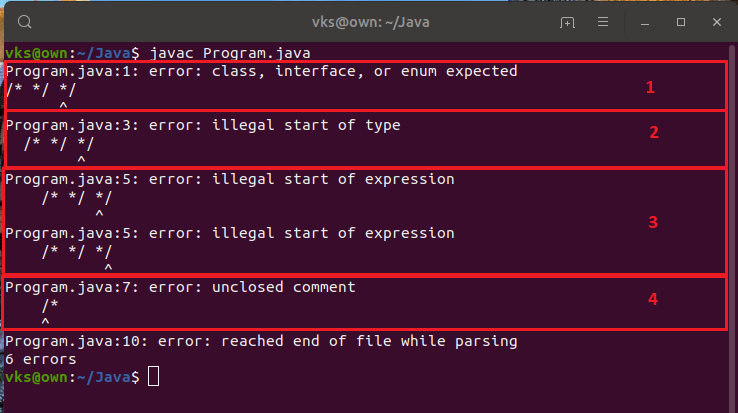 vks@own: ~/Java
vks@own:~/Java$ javac Program.java
Program.java:1: error: class, interface, or enum expected
/* */ */
^
1
Program.java:3: error: illegal start of type
/* */ */
^
2
Program.java:5: error: illegal start of expression
/* */ */
^
Program.java:5: error: illegal start of expression
/* */ */
^
3
Program.java:7: error: unclosed comment
/*
^
4
Program.java:10: error: reached end of file while parsing
6 errors
vks@own:~/Java$